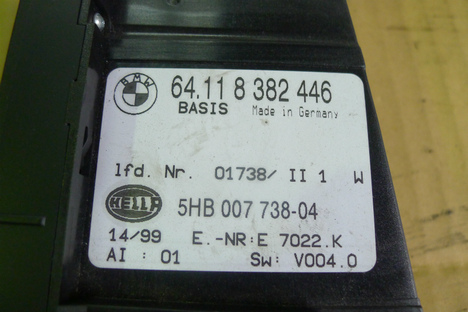 BMW
64.11 8 382 446
BASIS Made in Germany
lfd. Nr. 01738/ II 1 W
HELLA 5HB 007 738-04
14/99 E.-NR:E 7022.K
AI : 01 Sw: V004.0